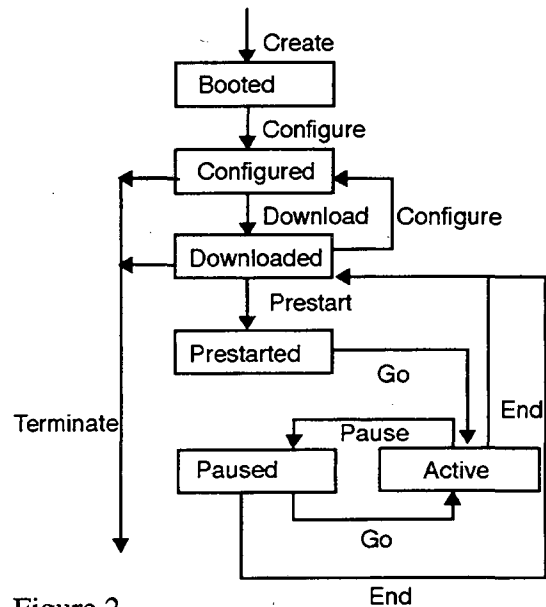 Create
Booted
Configure
Configured
Download
Configure
Downloaded
Prestart
Prestarted
Go
End
Terminate
Pause
Paused
Active
Go
End
Figure 2